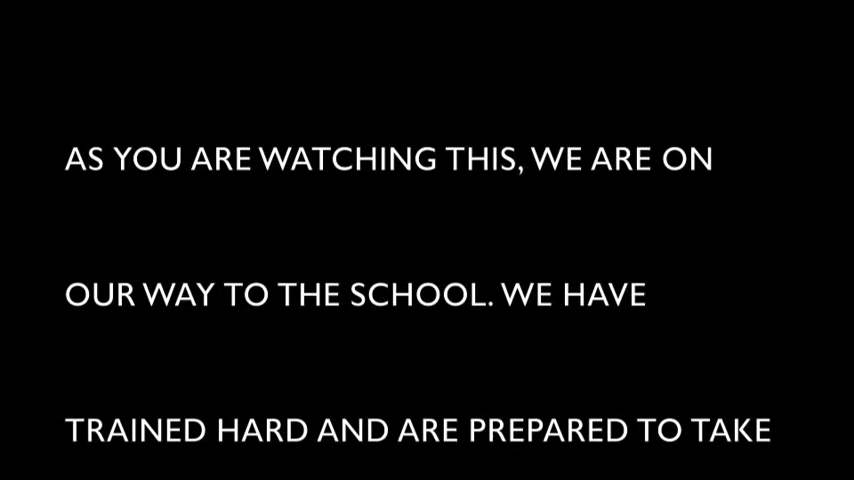 AS YOU ARE WATCHING THIS, WE ARE ON
OUR WAY TO THE SCHOOL. WE HAVE
TRAINED HARD AND ARE PREPARED TO TAKE